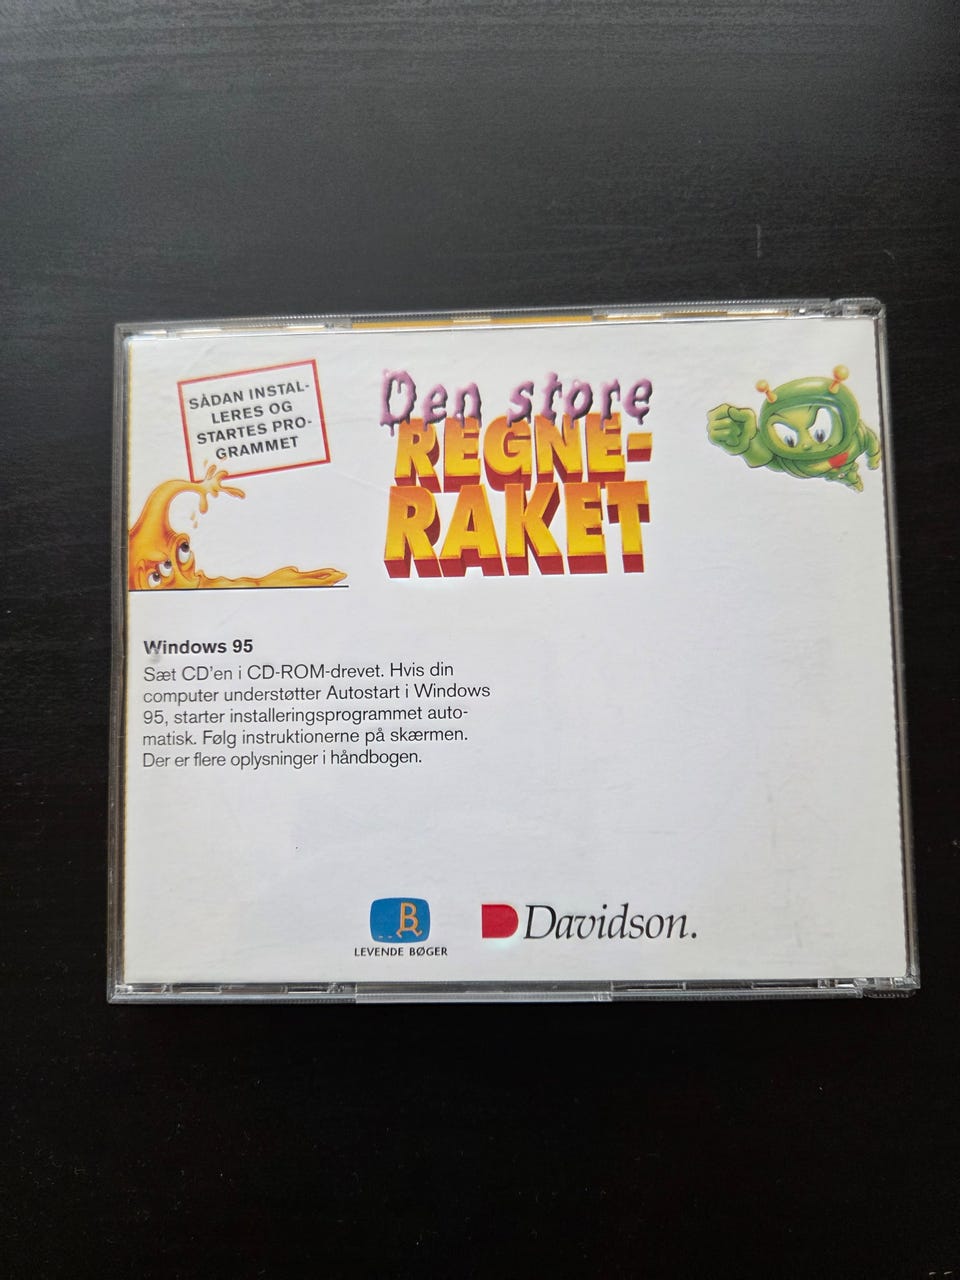 SÅDAN INSTAL-
LERES OG
STARTES PRO-
GRAMMET
Den store
REGNE-
RAKET
Windows 95
Sæt CD'en i CD-ROM-drevet. Hvis din
computer understøtter Autostart i Windows
95, starter installeringsprogrammet auto-
matisk. Følg instruktionerne på skærmen.
Der er flere oplysninger i håndbogen.
B
LEVENDE BØGER
Davidson.